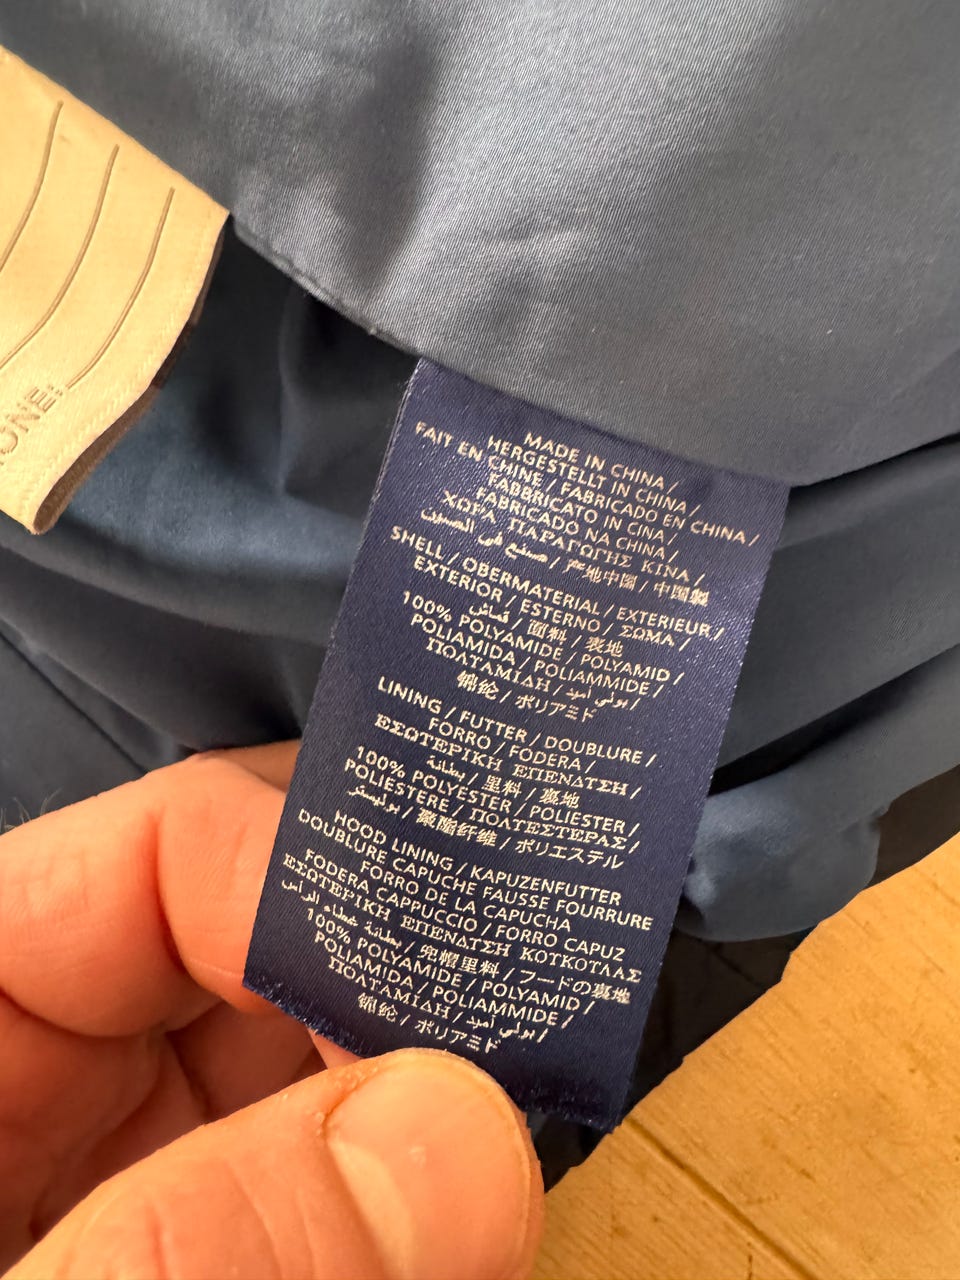 ONE:
MADE IN CHINA /
HERGESTELLT IN CHINA /
FAIT EN CHINE / FABRICADO EN CHINA /
FABBRICATO IN CINA /
FABRICADO NA CHINA /
ΧΩΡΑ ΠΑΡΑΓΩΓΗΣ ΚΙΝΑ /
صنع في الصين / 产地中国 / 中国製
SHELL / OBERMATERIAL / EXTERIEUR /
EXTERIOR / ESTERNO / ΣΩΜΑ /
قماش / 面料 / 表地
100% POLYAMIDE / POLYAMID /
POLIAMIDA / POLIAMMIDE /
ΠΟΛΥΑΜΙΔΗ / بولي أميد /
锦纶 / ポリアミド
LINING / FUTTER / DOUBLURE /
FORRO / FODERA /
ΕΣΩΤΕΡΙΚΗ ΕΠΕΝΔΥΣΗ /
بطانة / 里料 / 裏地
100% POLYESTER / POLIESTER /
POLIESTERE / ΠΟΛΥΕΣΤΕΡΑΣ /
بوليستر / 聚酯纤维 / ポリエステル
HOOD LINING / KAPUZENFUTTER
DOUBLURE CAPUCHE FAUSSE FOURRURE
FORRO DE LA CAPUCHA
FODERA CAPPUCCIO / FORRO CAPUZ
ΕΣΩΤΕΡΙΚΗ ΕΠΕΝΔΥΣΗ ΚΟΤΚΟΤΛΑΣ
بطانة غطاء الرأس / 兜帽里料 / フードの裏地
100% POLYAMIDE / POLYAMID /
POLIAMIDA / POLIAMMIDE /
ΠΟΛΥΑΜΙΔΗ / بولي أميد /
锦纶 / ポリアミド